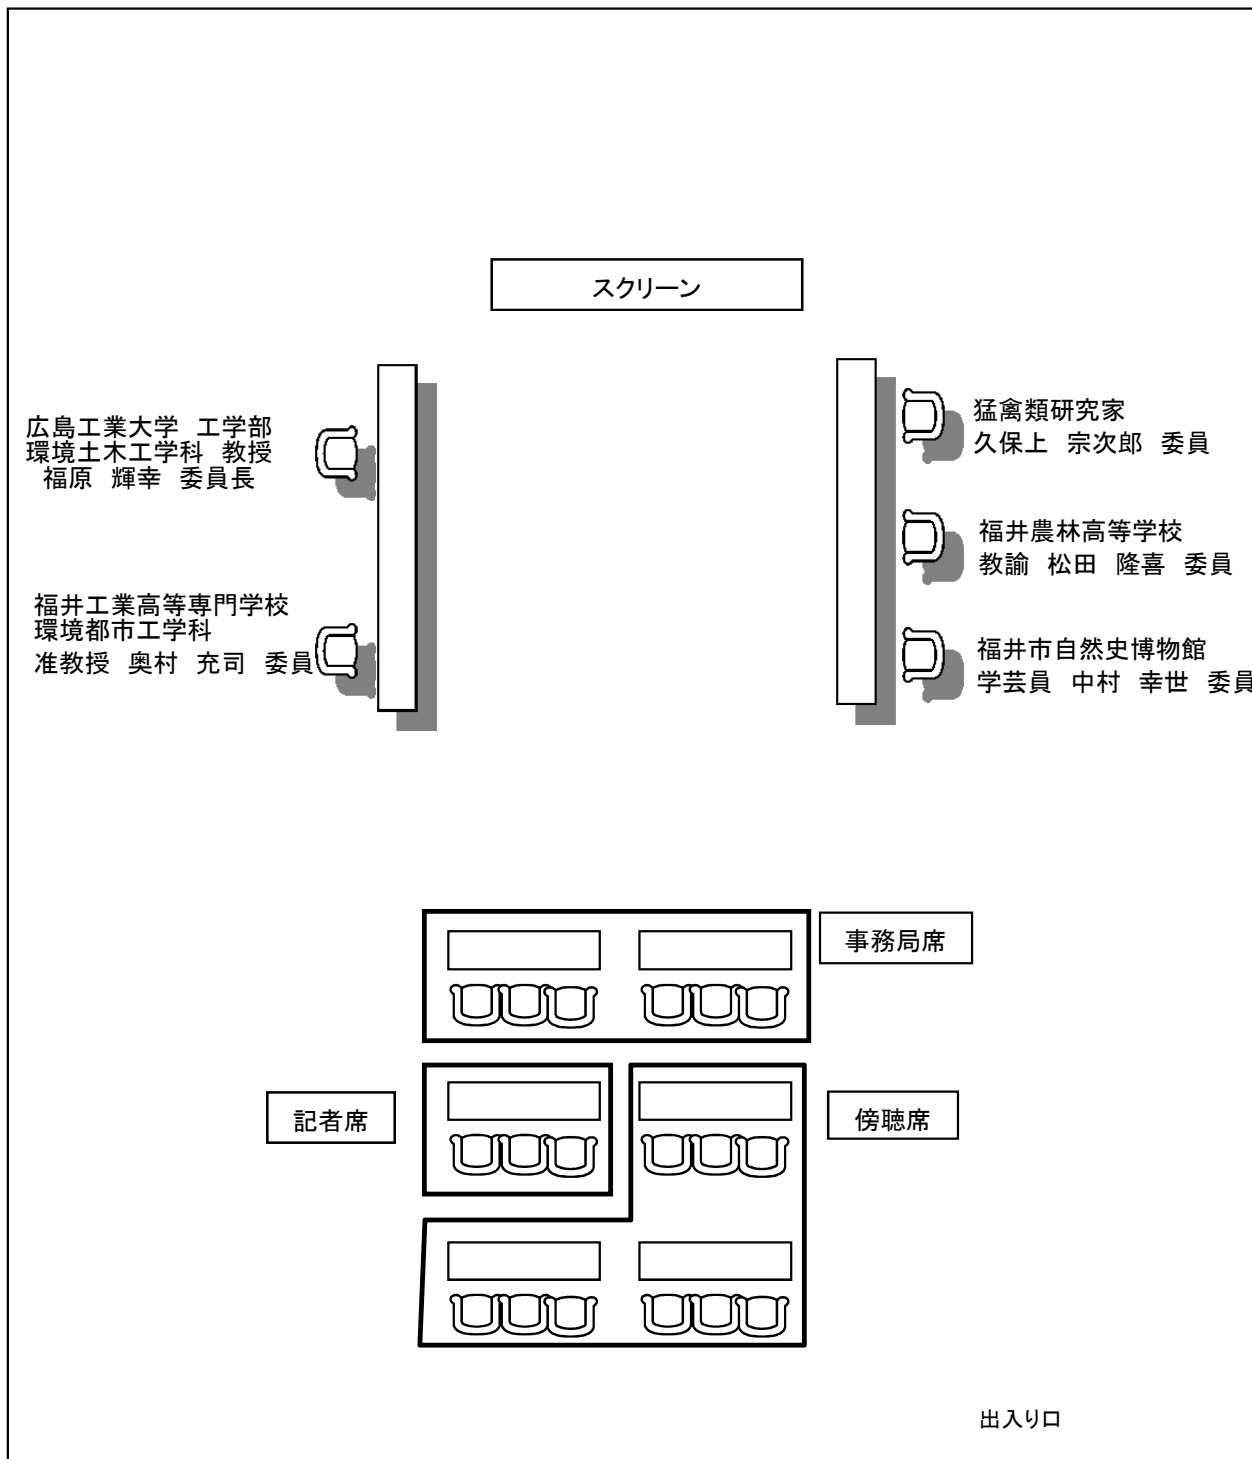 スクリーン
広島工業大学 工学部
環境土木工学科 教授
福原 輝幸 委員長
福井工業高等専門学校
環境都市工学科
准教授 奥村 充司 委員
猛禽類研究家
久保上 宗次郎 委員
福井農林高等学校
教諭 松田 隆喜 委員
福井市自然史博物館
学芸員 中村 幸世 委員
事務局席
記者席
傍聴席
出入り口